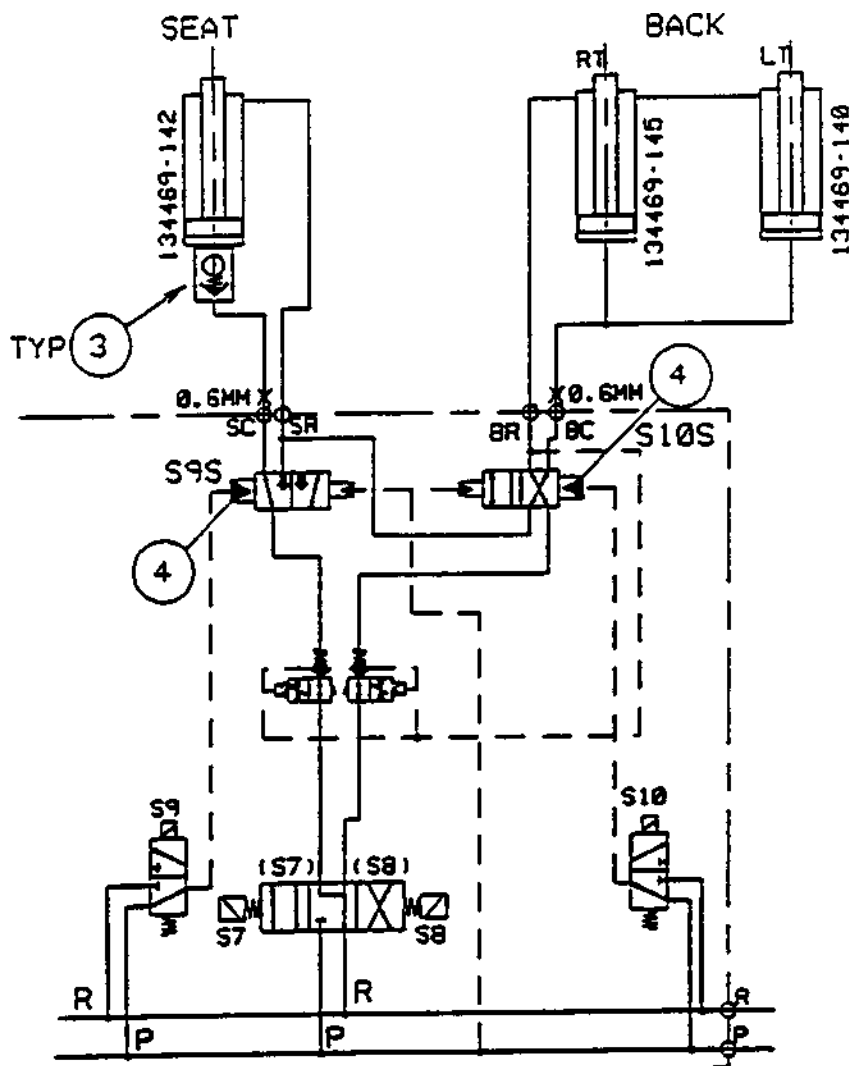 SEAT
BACK
RT
LT
134469-142
134469-145
134469-140
TYP 3
4
0.6MM
0.6MM
SC
SR
BR
BC
S10S
S9S
4
S9
S10
(S7)
(S8)
S7
S8
R
R
R
P
P
P